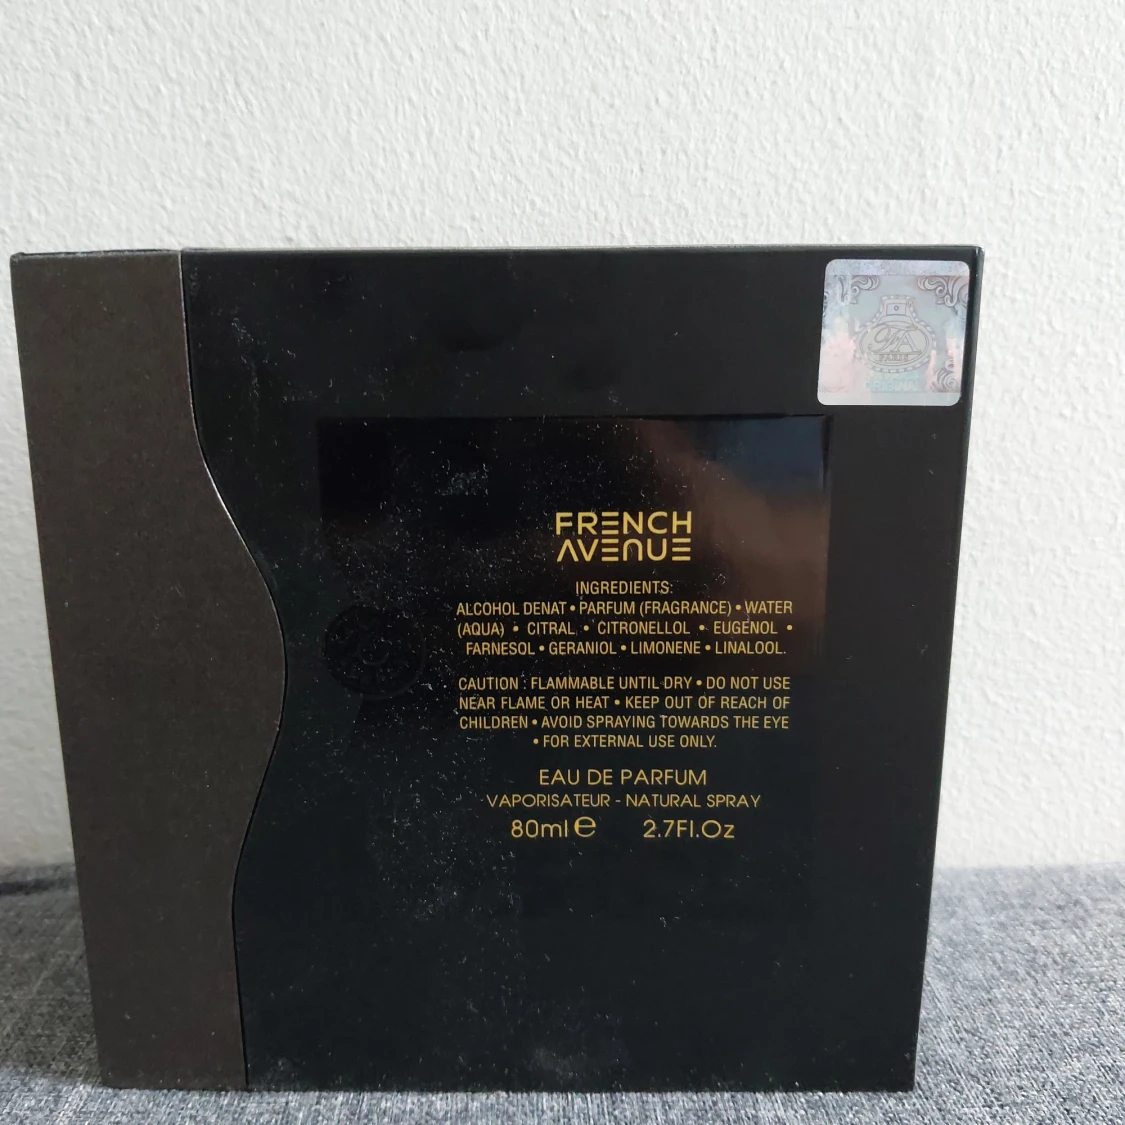 FRENCH
AVENUE
INGREDIENTS:
ALCOHOL DENAT • PARFUM (FRAGRANCE) • WATER
(AQUA) • CITRAL • CITRONELLOL • EUGENOL •
FARNESOL • GERANIOL • LIMONENE • LINALOOL.
CAUTION : FLAMMABLE UNTIL DRY • DO NOT USE
NEAR FLAME OR HEAT • KEEP OUT OF REACH OF
CHILDREN • AVOID SPRAYING TOWARDS THE EYE
• FOR EXTERNAL USE ONLY.
EAU DE PARFUM
VAPORISATEUR - NATURAL SPRAY
80ml e 2.7Fl.Oz